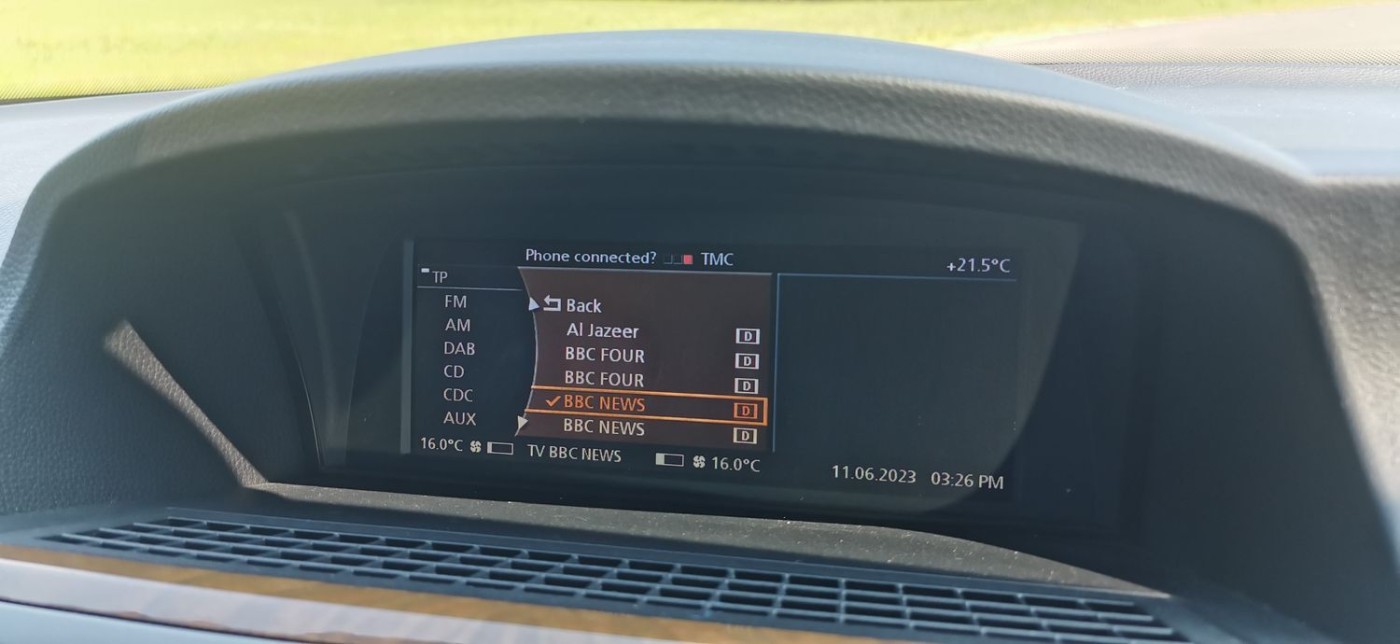 Phone connected? TMC
+21.5°C
TP
FM
AM
DAB
CD
CDC
AUX
Back
Al Jazeer D
BBC FOUR D
BBC FOUR D
BBC NEWS D
BBC NEWS D
16.0°C TV BBC NEWS 16.0°C
11.06.2023 03:26 PM